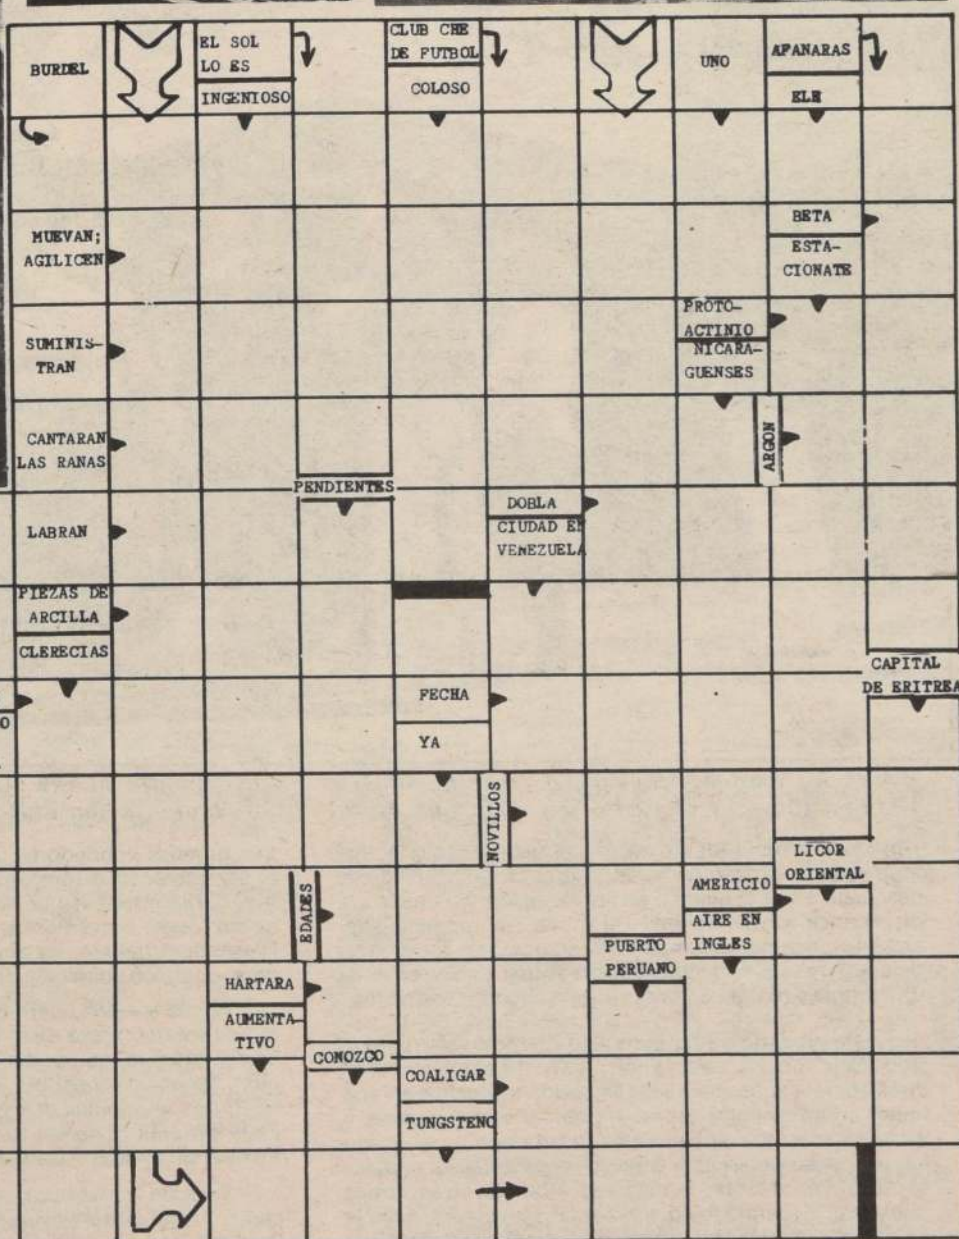 BURDEL
EL SOL
LO ES
INGENIOSO
CLUB CHE
DE FUTBOL
COLOSO
UNO
AFANARAS
ELE
MUEVAN;
AGILICEN
BETA
ESTA-
CIONATE
SUMINIS-
TRAN
PROTO-
ACTINIO
NICARA-
GUENSES
CANTARAN
LAS RANAS
ARGON
PENDIENTES
LABRAN
DOBLA
CIUDAD EN
VENEZUELA
PIEZAS DE
ARCILLA
CLERECIAS
CAPITAL
DE ERITREA
O
FECHA
YA
NOVILLOS
LICOR
ORIENTAL
EDADES
AMERICIO
AIRE EN
INGLES
PUERTO
PERUANO
HARTARA
AUMENTA-
TIVO
CONOZCO
COALIGAR
TUNGSTENO